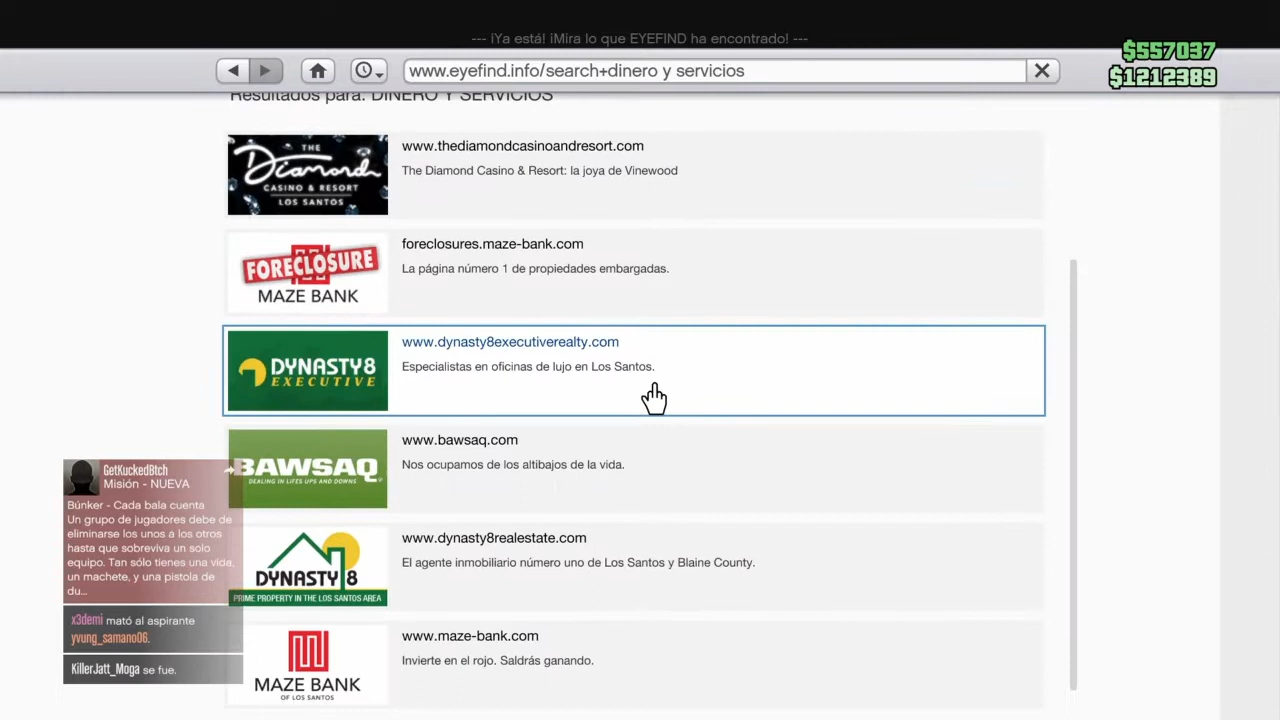 --- ¡Ya está! ¡Mira lo que EYEFIND ha encontrado! ---
$557037
$1212389
www.eyefind.info/search+dinero y servicios
Resultados para: DINERO Y SERVICIOS
THE
Diamond
CASINO & RESORT
LOS SANTOS
www.thediamondcasinoandresort.com
The Diamond Casino & Resort: la joya de Vinewood
FORECLOSURE
MAZE BANK
foreclosures.maze-bank.com
La página número 1 de propiedades embargadas.
DYNASTY8
EXECUTIVE
www.dynasty8executiverealty.com
Especialistas en oficinas de lujo en Los Santos.
BAWSAQ
DEALING IN LIFES UPS AND DOWNS
www.bawsaq.com
Nos ocupamos de los altibajos de la vida.
DYNASTY 8
PRIME PROPERTY IN THE LOS SANTOS AREA
www.dynasty8realestate.com
El agente inmobiliario número uno de Los Santos y Blaine County.
MAZE BANK
OF LOS SANTOS
www.maze-bank.com
Invierte en el rojo. Saldrás ganando.
GetKuckedBtch
Misión - NUEVA
Búnker - Cada bala cuenta
Un grupo de jugadores debe de
eliminarse los unos a los otros
hasta que sobreviva un solo
equipo. Tan sólo tienes una vida,
un machete, y una pistola de
du...
x3demi mató al aspirante
yvung_samano06.
KillerJatt_Moga se fue.